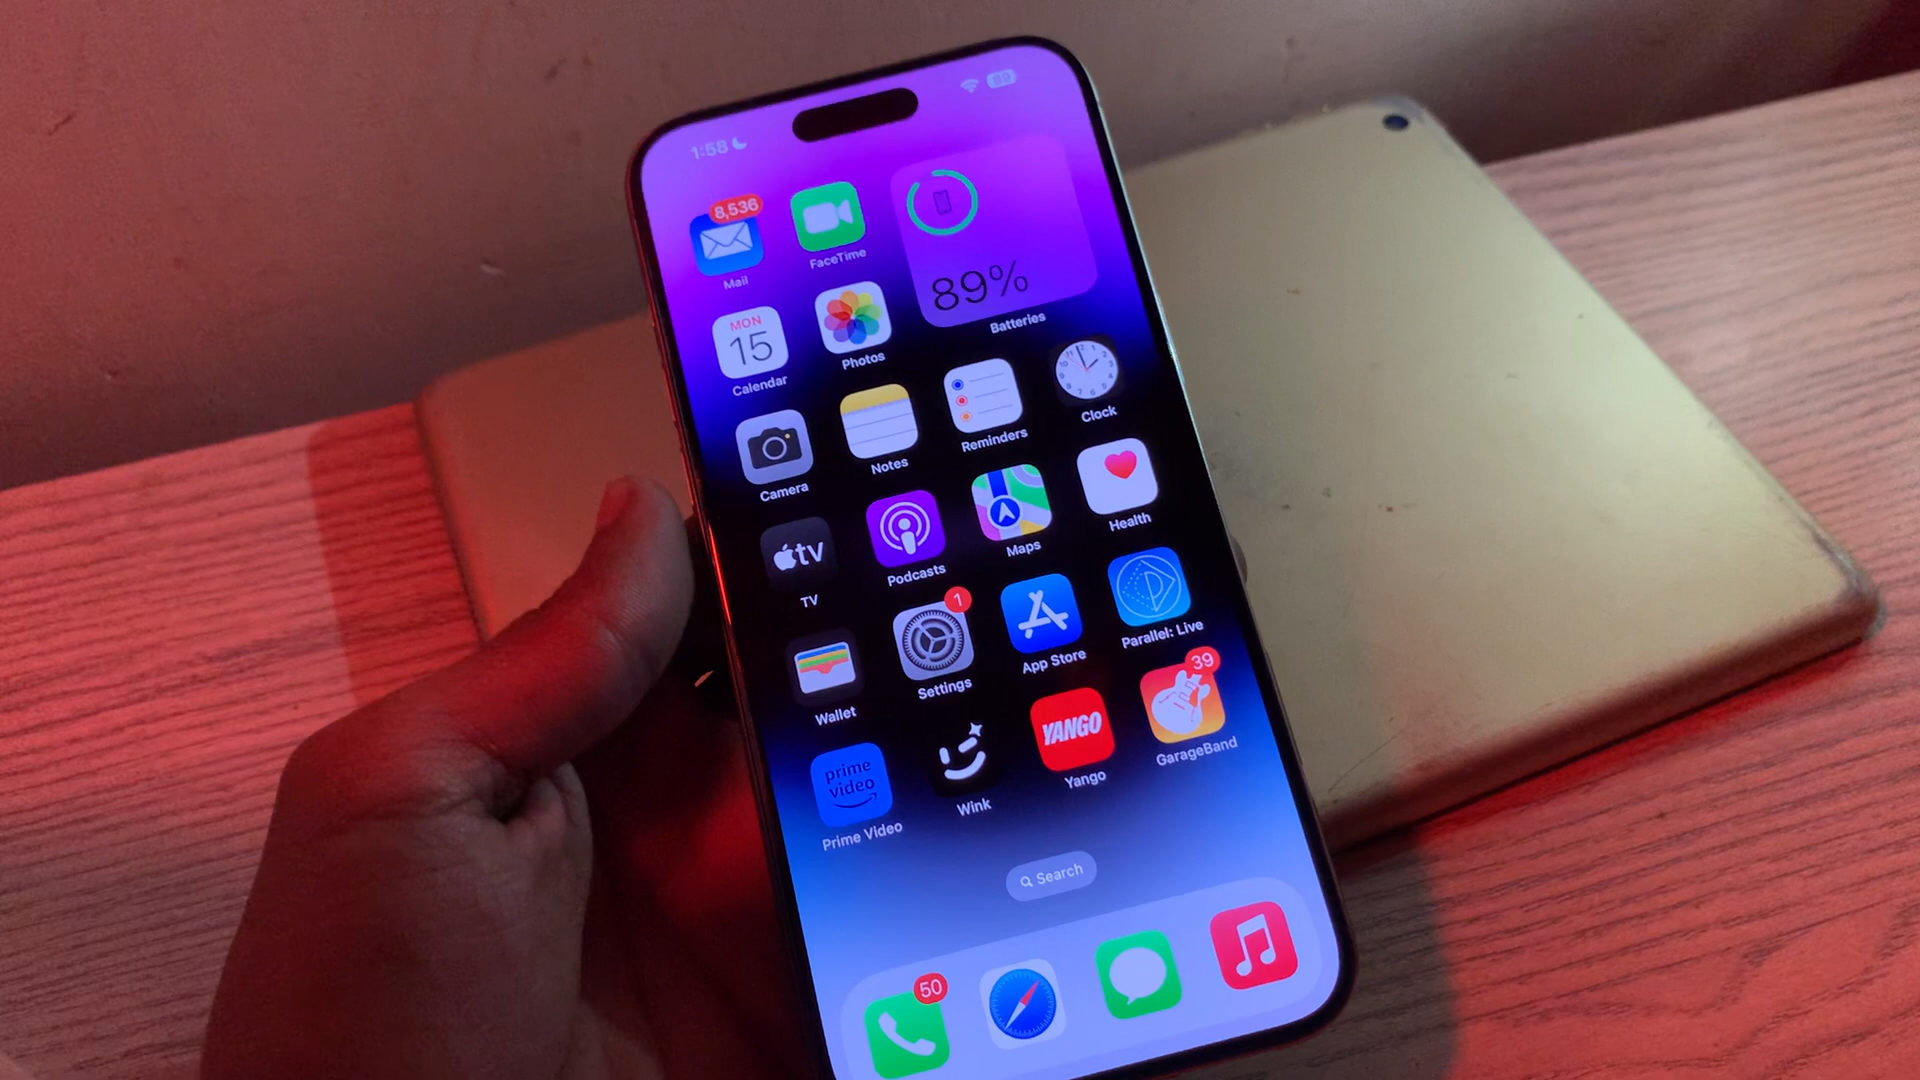 1:58
89
8,536
Mail
FaceTime
89%
Batteries
MON
15
Calendar
Photos
Camera
Notes
Reminders
Clock
tv
TV
Podcasts
Maps
Health
Wallet
1
Settings
App Store
Parallel: Live
prime
video
Prime Video
Wink
YANGO
Yango
39
GarageBand
Search
50